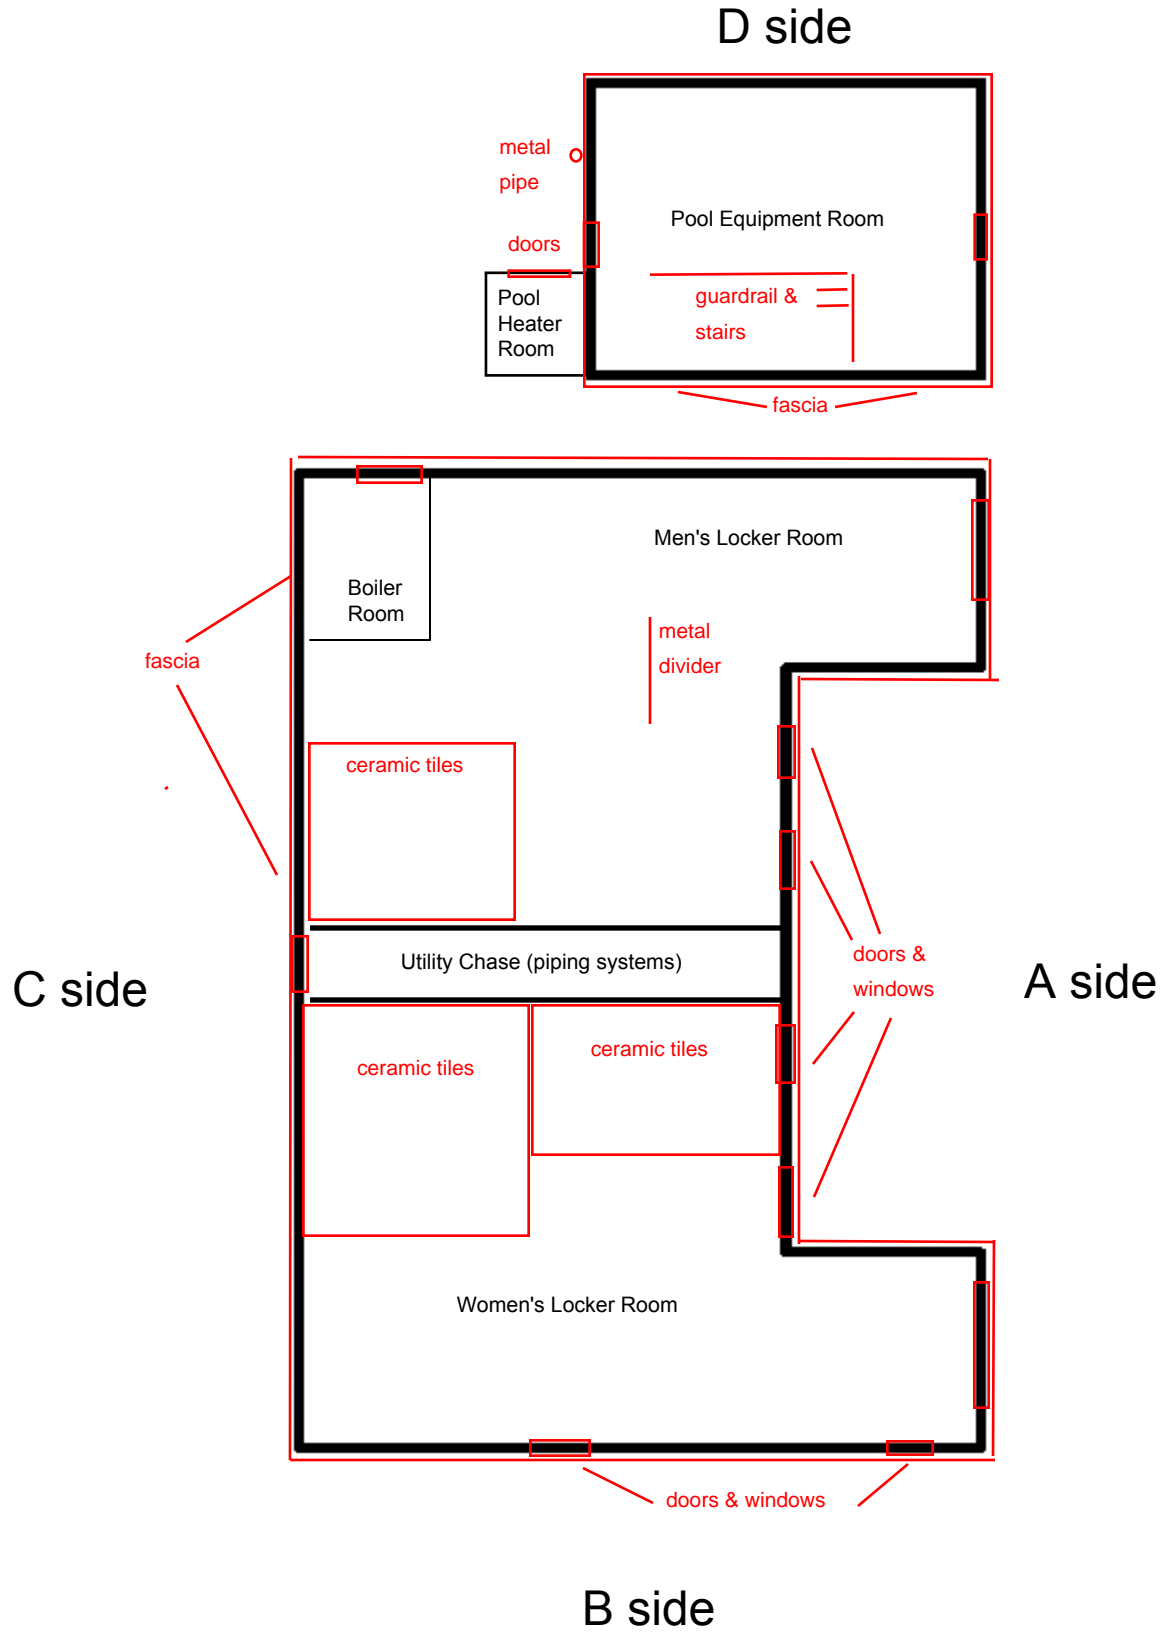 D side
metal
pipe
Pool Equipment Room
doors
Pool
Heater
Room
guardrail &
stairs
fascia
Men's Locker Room
Boiler
Room
metal
divider
fascia
ceramic tiles
doors &
windows
Utility Chase (piping systems)
C side
A side
ceramic tiles
ceramic tiles
Women's Locker Room
doors & windows
B side